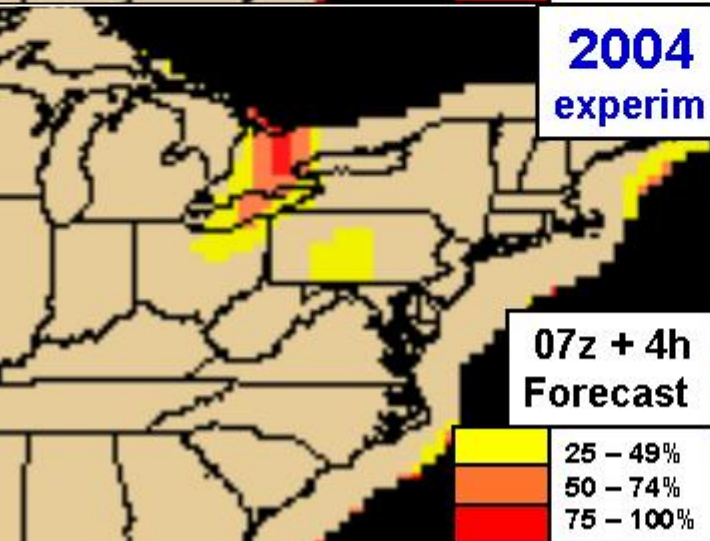 2004
experim
07z + 4h
Forecast
25 – 49%
50 – 74%
75 – 100%